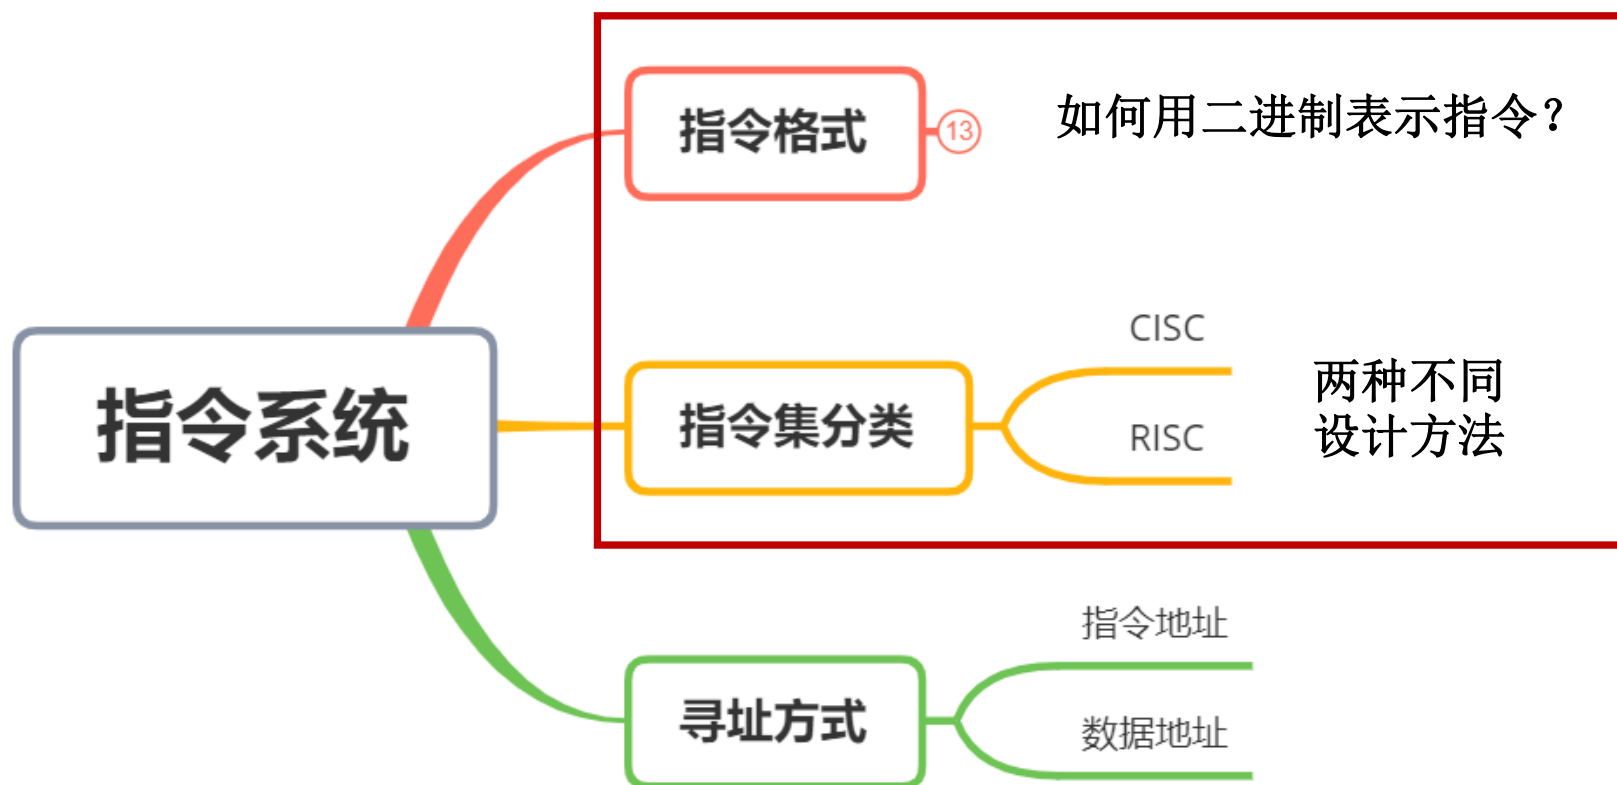 指令格式
13
如何用二进制表示指令？
CISC
指令系统
指令集分类
两种不同
设计方法
RISC
指令地址
寻址方式
数据地址